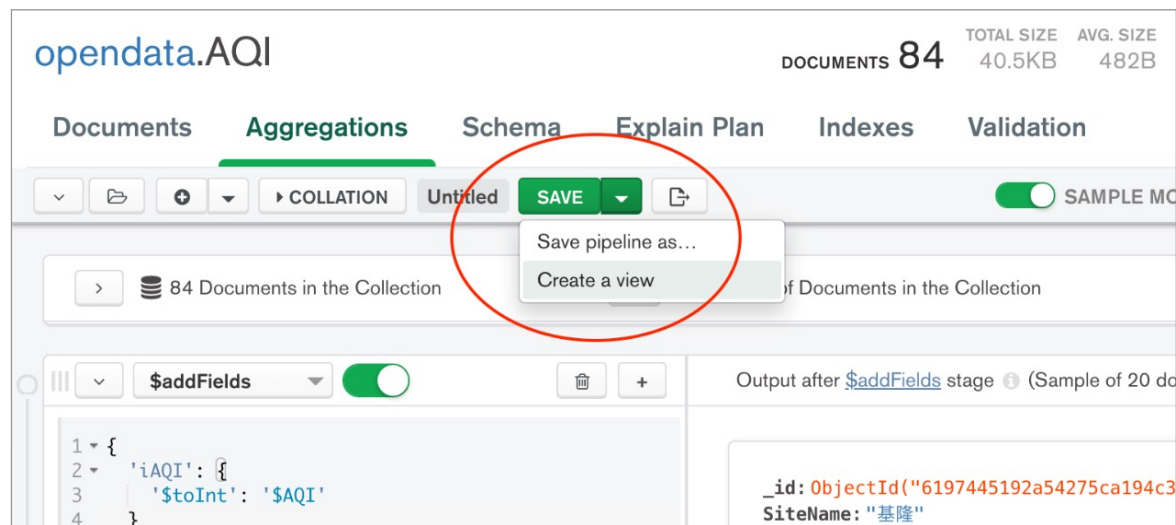 opendata.AQI
DOCUMENTS 84
TOTAL SIZE AVG. SIZE
40.5KB 482B
Documents Aggregations Schema Explain Plan Indexes Validation
COLLATION Untitled SAVE SAMPLE MO
Save pipeline as...
Create a view
84 Documents in the Collection
of Documents in the Collection
$addFields
Output after $addFields stage (Sample of 20 do
1 {
2 'iAQI': {
3 '$toInt': '$AQI'
4 }
_id: ObjectId("6197445192a54275ca194c3
SiteName: "基隆"